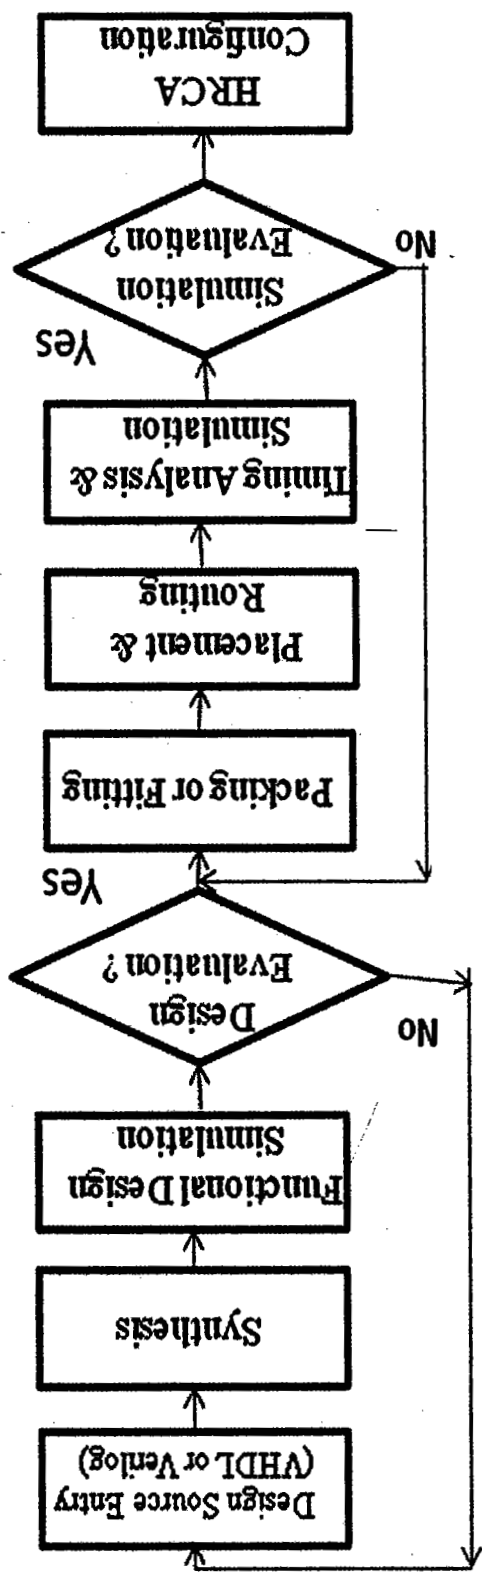 Design Source Entry
(VHDL or Verilog)
Synthesis
Functional Design
Simulation
Design
Evaluation?
No
Yes
Packing or Fitting
Placement &
Routing
Timing Analysis &
Simulation
Simulation
Evaluation?
No
Yes
HRCA
Configuration